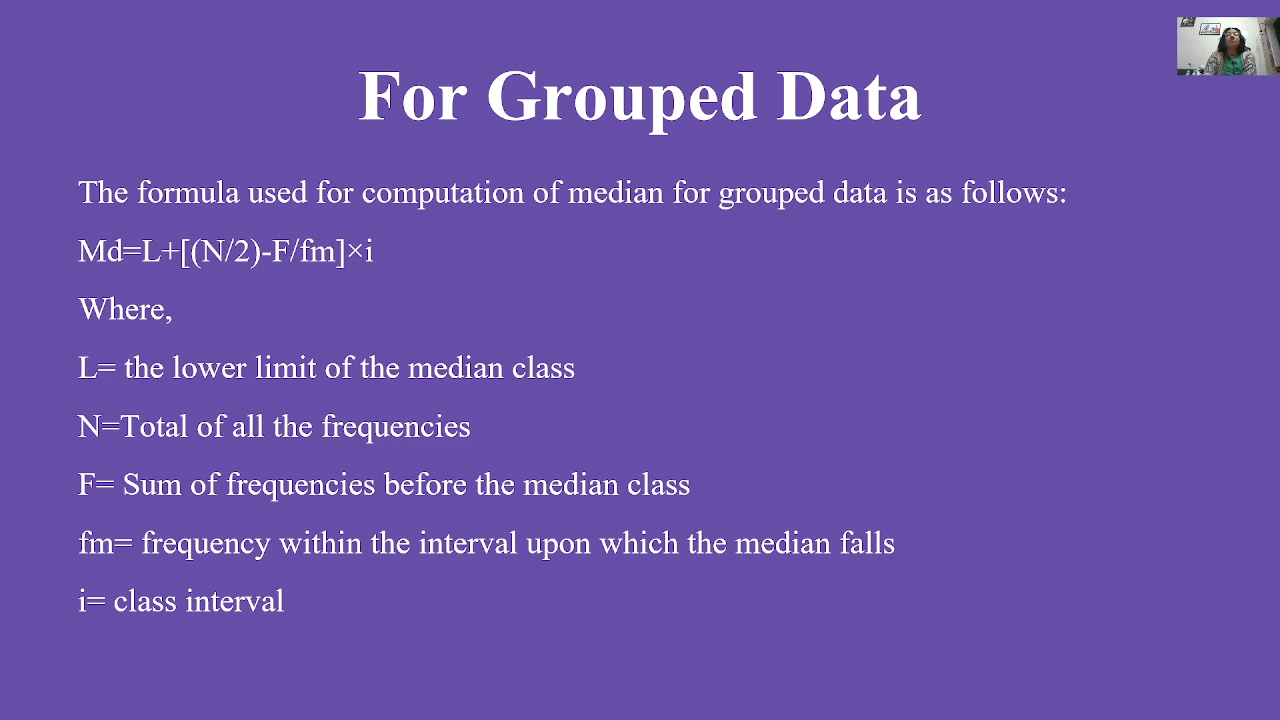 For Grouped Data
The formula used for computation of median for grouped data is as follows:
Md=L+[(N/2)-F/fm]×i
Where,
L= the lower limit of the median class
N=Total of all the frequencies
F= Sum of frequencies before the median class
fm= frequency within the interval upon which the median falls
i= class interval